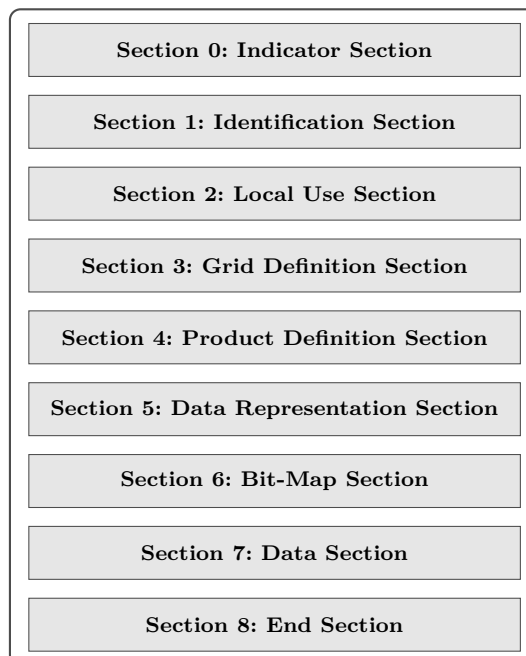 Section 0: Indicator Section
Section 1: Identification Section
Section 2: Local Use Section
Section 3: Grid Definition Section
Section 4: Product Definition Section
Section 5: Data Representation Section
Section 6: Bit-Map Section
Section 7: Data Section
Section 8: End Section